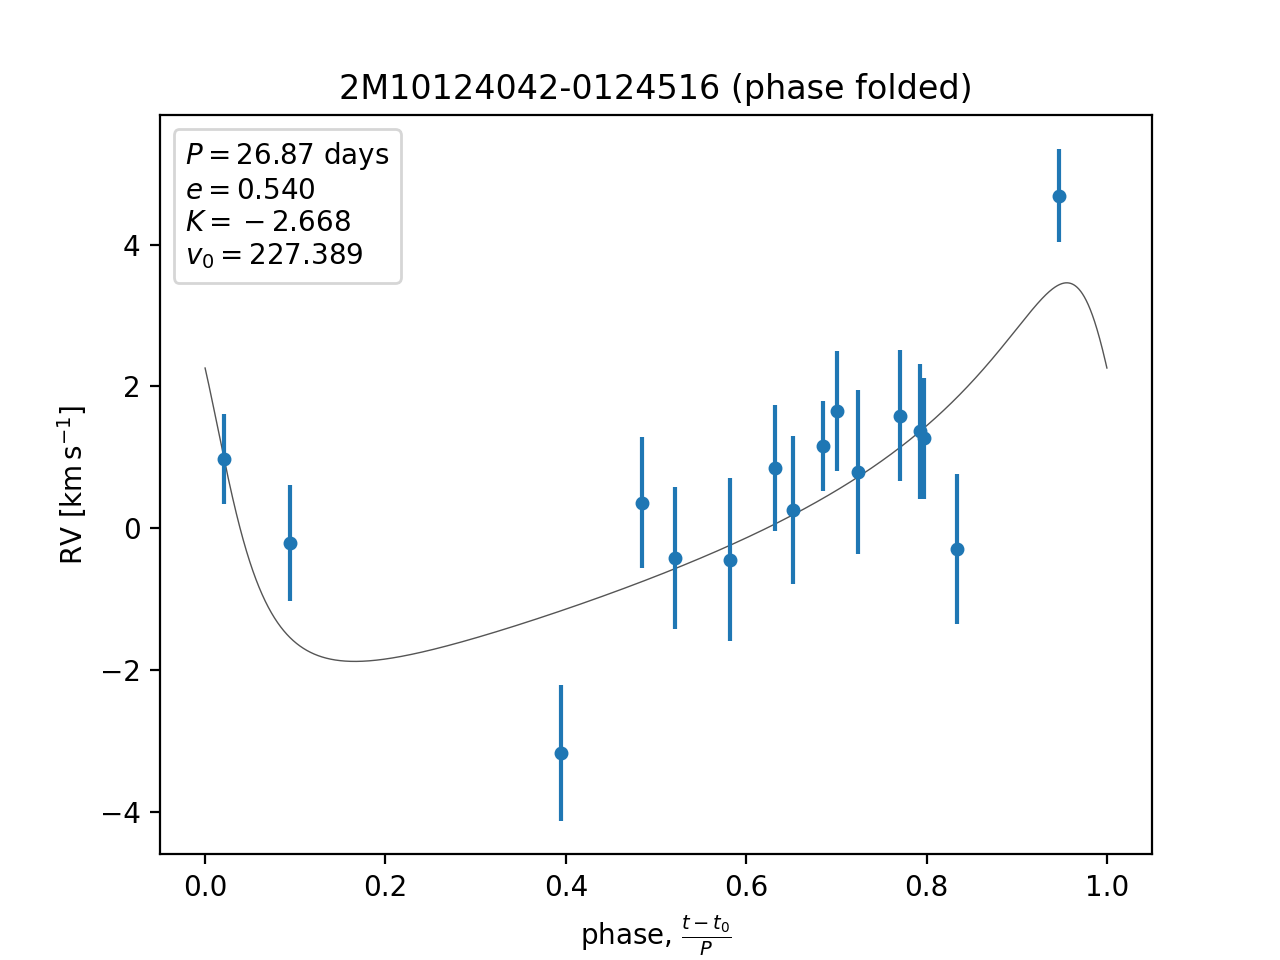 2M10124042-0124516 (phase folded)
P = 26.87 days
e = 0.540
K = −2.668
v₀ = 227.389
RV [km s⁻¹]
4
2
0
−2
−4
0.0 0.2 0.4 0.6 0.8 1.0
phase, (t − t₀)/P